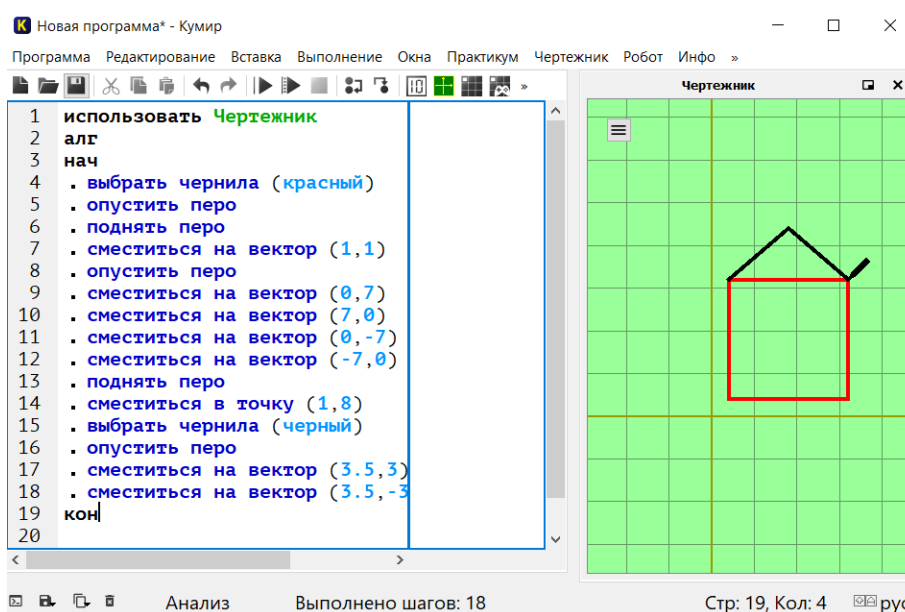 Новая программа* - Кумир
Программа Редактирование Вставка Выполнение Окна Практикум Чертежник Робот Инфо »
Чертежник
1 использовать Чертежник
2 алг
3 нач
4 . выбрать чернила (красный)
5 . опустить перо
6 . поднять перо
7 . сместиться на вектор (1,1)
8 . опустить перо
9 . сместиться на вектор (0,7)
10 . сместиться на вектор (7,0)
11 . сместиться на вектор (0,-7)
12 . сместиться на вектор (-7,0)
13 . поднять перо
14 . сместиться в точку (1,8)
15 . выбрать чернила (черный)
16 . опустить перо
17 . сместиться на вектор (3.5,3)
18 . сместиться на вектор (3.5,-3
19 кон
20
Анализ Выполнено шагов: 18 Стр: 19, Кол: 4 рус